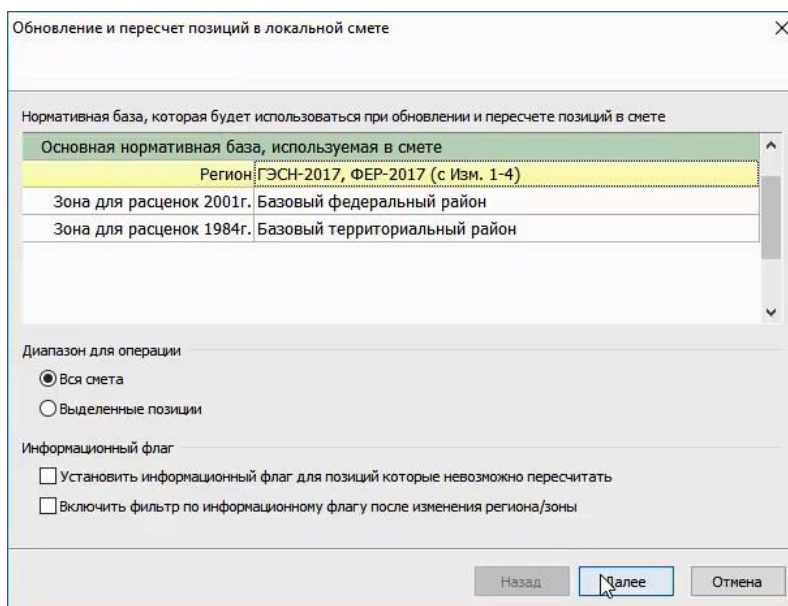 Обновление и пересчет позиций в локальной смете
Нормативная база, которая будет использоваться при обновлении и пересчете позиций в смете
Основная нормативная база, используемая в смете
Регион ГЭСН-2017, ФЕР-2017 (с Изм. 1-4)
Зона для расценок 2001г. Базовый федеральный район
Зона для расценок 1984г. Базовый территориальный район
Диапазон для операции
Вся смета
Выделенные позиции
Информационный флаг
Установить информационный флаг для позиций которые невозможно пересчитать
Включить фильтр по информационному флагу после изменения региона/зоны
Назад Далее Отмена